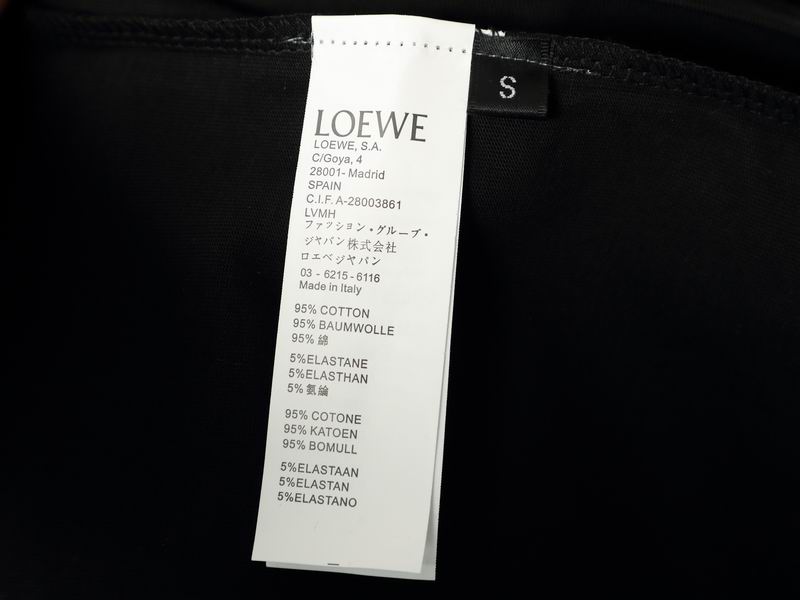 S
LOEWE
LOEWE, S.A.
C/Goya, 4
28001- Madrid
SPAIN
C.I.F. A-28003861
LVMH
ファッション・グループ・
ジャパン株式会社
ロエベジャパン
03 - 6215 - 6116
Made in Italy
95% COTTON
95% BAUMWOLLE
95% 綿
5%ELASTANE
5%ELASTHAN
5% 氨綸
95% COTONE
95% KATOEN
95% BOMULL
5%ELASTAAN
5%ELASTAN
5%ELASTANO